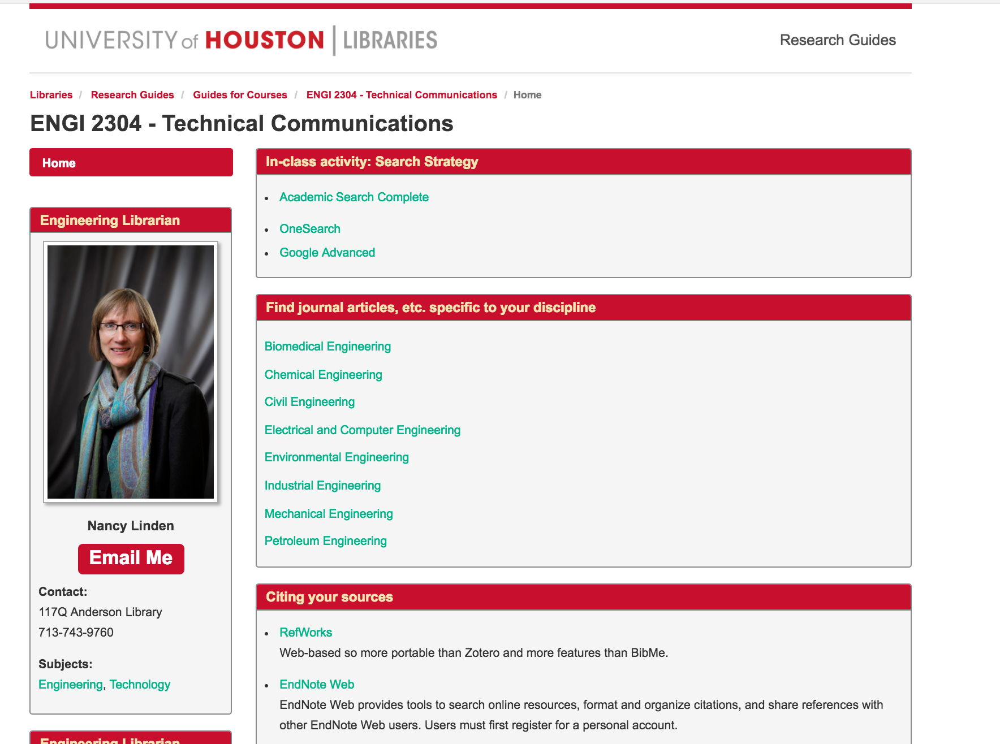 UNIVERSITY of HOUSTON | LIBRARIES
Research Guides
Libraries / Research Guides / Guides for Courses / ENGI 2304 - Technical Communications / Home
ENGI 2304 - Technical Communications
Home
Engineering Librarian
Nancy Linden
Email Me
Contact:
117Q Anderson Library
713-743-9760
Subjects:
Engineering, Technology
Engineering Librarian
In-class activity: Search Strategy
• Academic Search Complete
• OneSearch
• Google Advanced
Find journal articles, etc. specific to your discipline
Biomedical Engineering
Chemical Engineering
Civil Engineering
Electrical and Computer Engineering
Environmental Engineering
Industrial Engineering
Mechanical Engineering
Petroleum Engineering
Citing your sources
• RefWorks
Web-based so more portable than Zotero and more features than BibMe.
• EndNote Web
EndNote Web provides tools to search online resources, format and organize citations, and share references with
other EndNote Web users. Users must first register for a personal account.